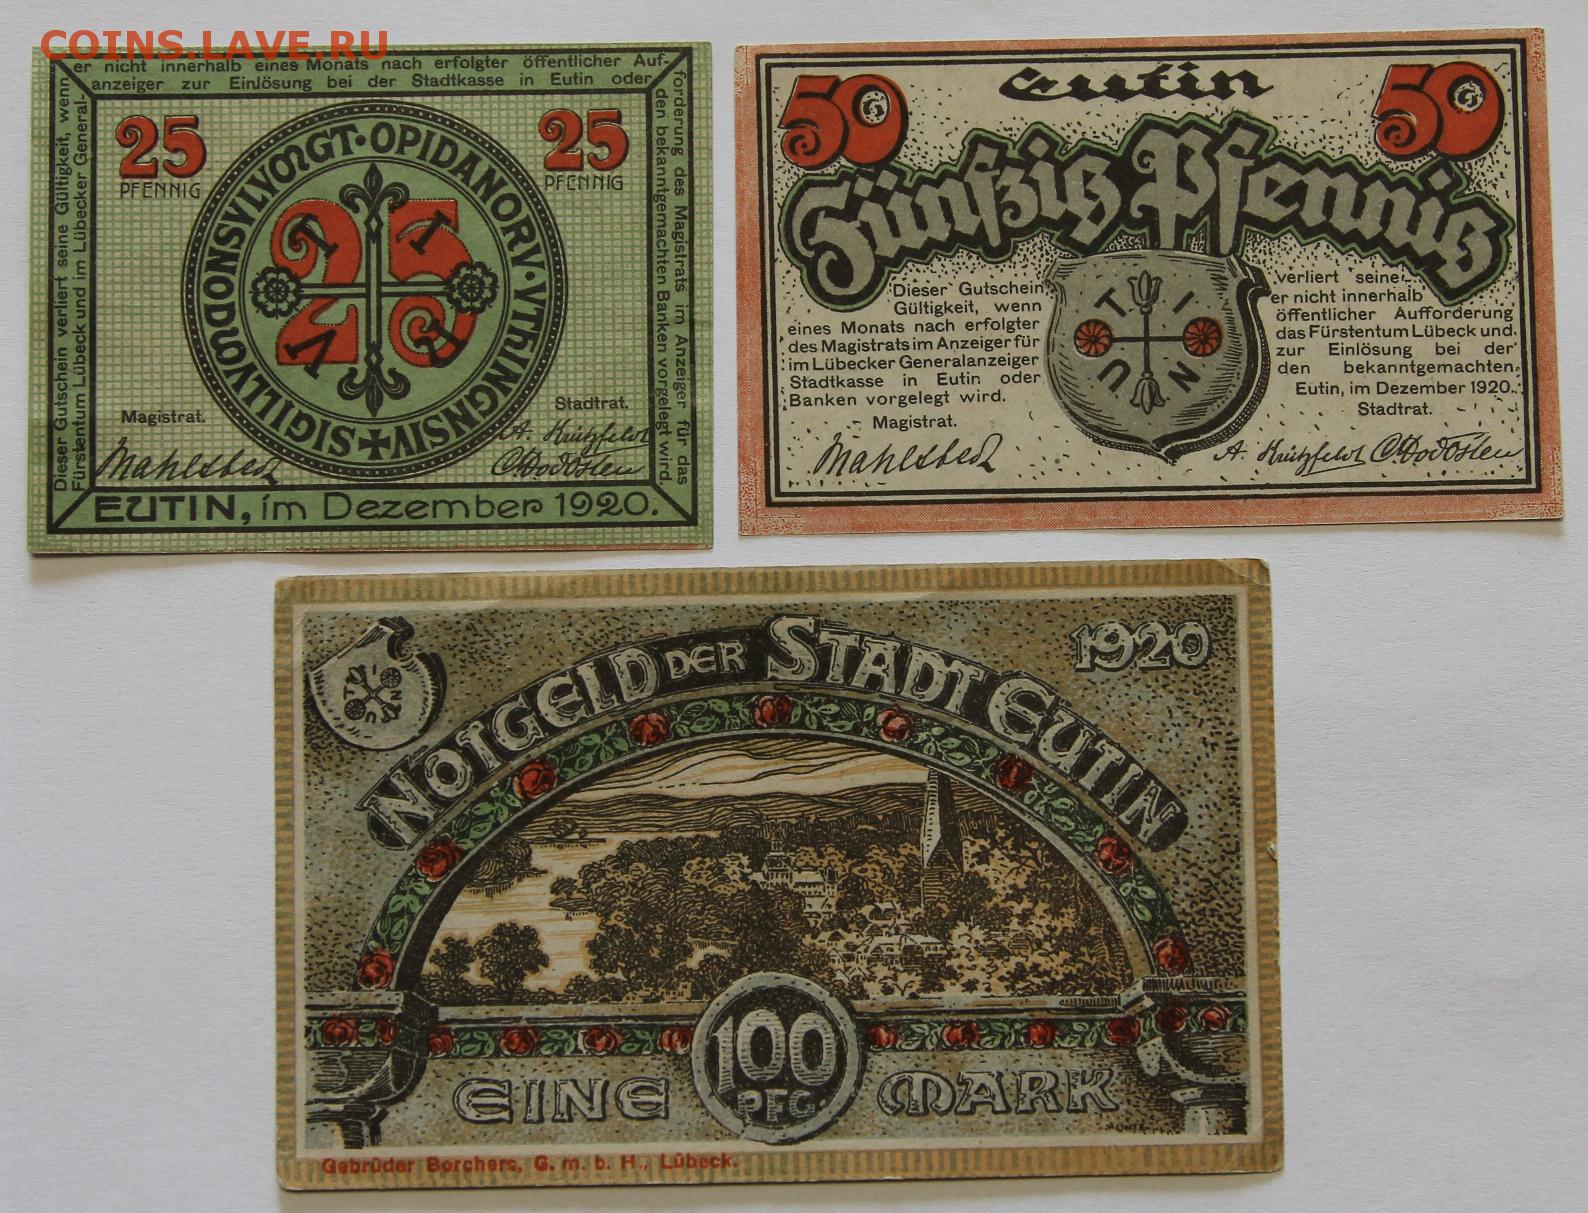 COINS.LAVE.RU
Dieser Gutschein verliert seine Gültigkeit, wenn
er nicht innerhalb eines Monats nach erfolgter öffentlicher Auf-
forderung des Magistrats im Anzeiger für das
Fürstentum Lübeck und im Lübecker General-
anzeiger zur Einlösung bei der Stadtkasse in Eutin oder
den bekanntgemachten Banken vorgelegt wird.
25
PFENNIG
25
PFENNIG
25
UTIN
Magistrat.
Stadtrat.
EUTIN, im Dezember 1920.
50
Eutin
50
Fünfzig Pfennig
Dieser Gutschein verliert seine
Gültigkeit, wenn er nicht innerhalb
eines Monats nach erfolgter öffentlicher Aufforderung
des Magistrats im Anzeiger für das Fürstentum Lübeck und
im Lübecker Generalanzeiger zur Einlösung bei der
Stadtkasse in Eutin oder den bekanntgemachten
Banken vorgelegt wird. Eutin, im Dezember 1920.
UTIN
Magistrat.
Stadtrat.
NOTGELD DER STADT EUTIN
1920
UTIN
EINE 100 PFG. MARK
Gebrüder Borchers, G. m. b. H., Lübeck.